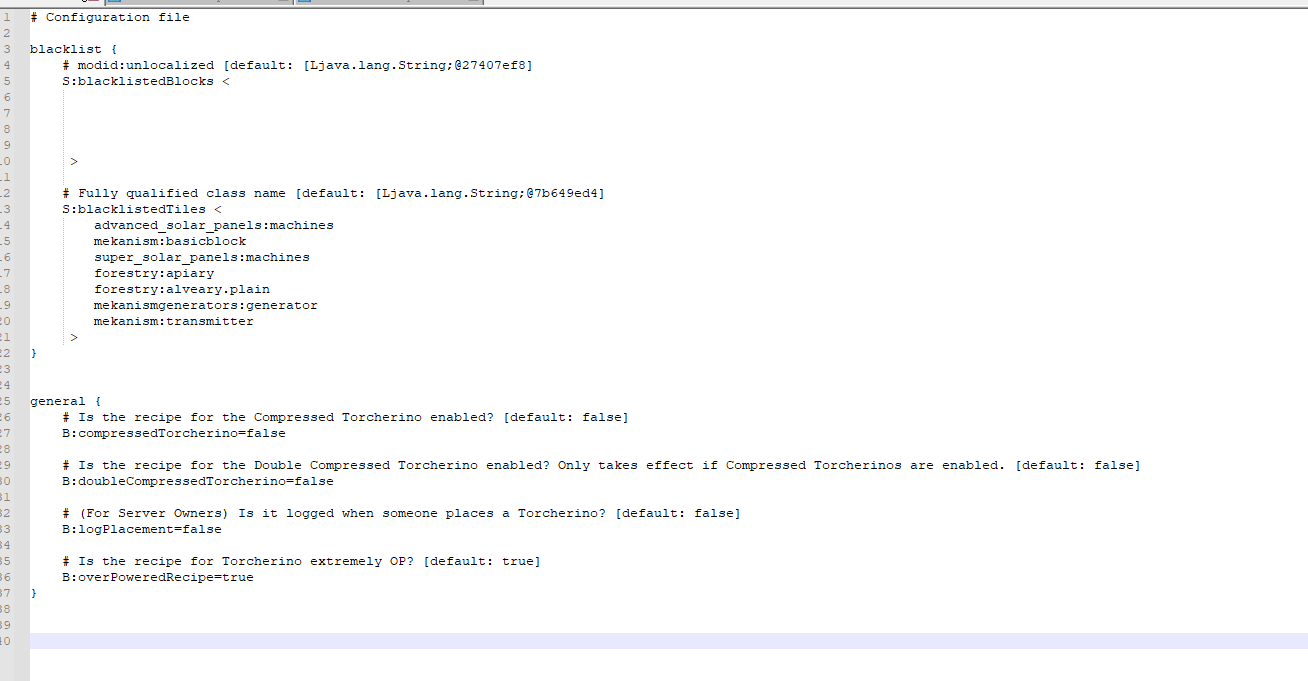 1 # Configuration file
2
3 blacklist {
4 # modid:unlocalized [default: [Ljava.lang.String;@27407ef8]
5 S:blacklistedBlocks <
6
7
8
9
10 >
11
12 # Fully qualified class name [default: [Ljava.lang.String;@7b649ed4]
13 S:blacklistedTiles <
14 advanced_solar_panels:machines
15 mekanism:basicblock
16 super_solar_panels:machines
17 forestry:apiary
18 forestry:alveary.plain
19 mekanismgenerators:generator
20 mekanism:transmitter
21 >
22 }
23
24
25 general {
26 # Is the recipe for the Compressed Torcherino enabled? [default: false]
27 B:compressedTorcherino=false
28
29 # Is the recipe for the Double Compressed Torcherino enabled? Only takes effect if Compressed Torcherinos are enabled. [default: false]
30 B:doubleCompressedTorcherino=false
31
32 # (For Server Owners) Is it logged when someone places a Torcherino? [default: false]
33 B:logPlacement=false
34
35 # Is the recipe for Torcherino extremely OP? [default: true]
36 B:overPoweredRecipe=true
37 }
38
39
40